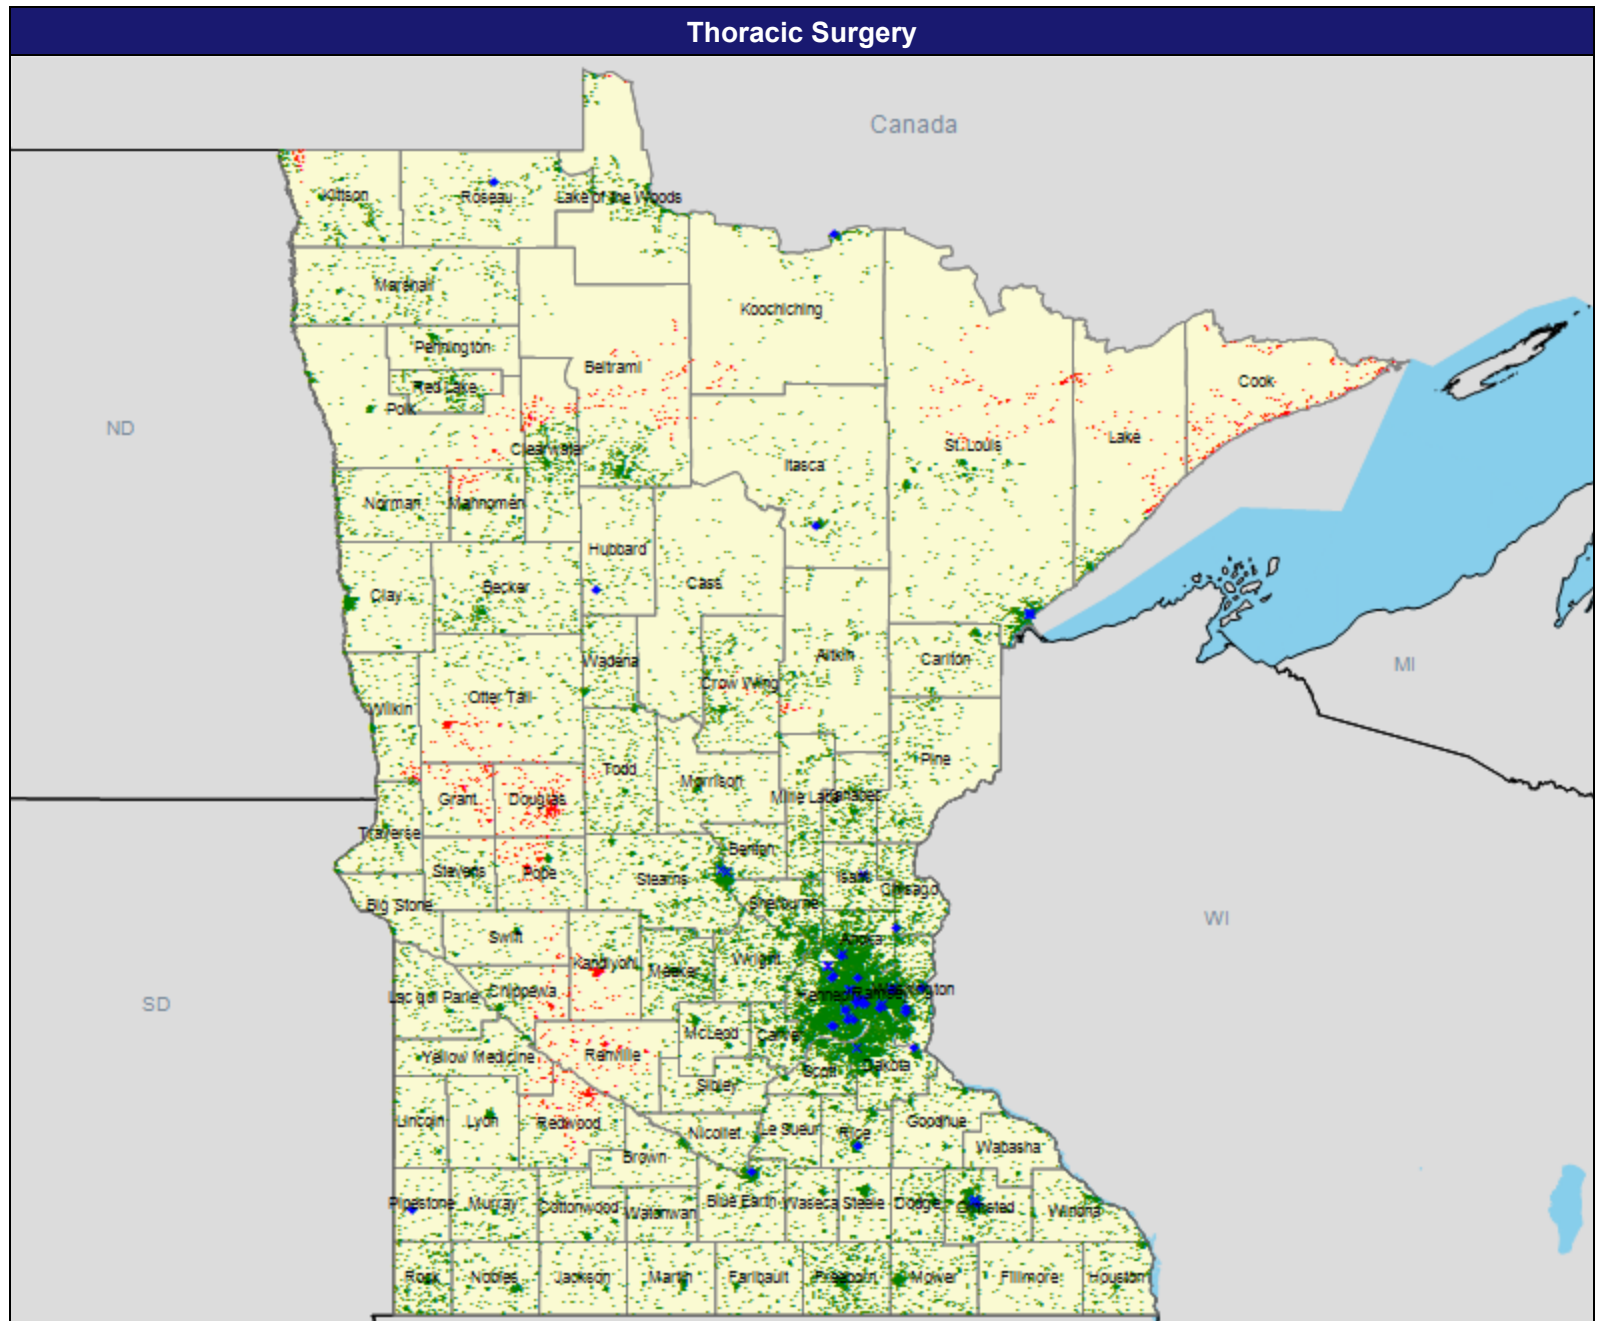 Thoracic Surgery
Canada
Kittson
Roseau
Lake of the Woods
Marshall
Koochiching
Pennington
Beltrami
Red Lake
Cook
Polk
ND
Lake
St. Louis
Clearwater
Itasca
Norman
Mahnomen
Hubbard
Cass
Becker
Clay
Aitkin
Carlton
Wadena
MI
Crow Wing
Otter Tail
Wilkin
Pine
Todd
Morrison
Mille Lacs
Kanabec
Grant
Douglas
Traverse
Benton
Stevens
Pope
Stearns
Isanti
Chisago
Big Stone
Sherburne
WI
Swift
Anoka
Wright
Kandiyohi
Meeker
Chippewa
Lac qui Parle
Hennepin
Ramsey
Washington
SD
McLeod
Carver
Yellow Medicine
Renville
Scott
Dakota
Sibley
Lincoln
Lyon
Redwood
Nicollet
Le Sueur
Rice
Goodhue
Wabasha
Brown
Pipestone
Murray
Cottonwood
Watonwan
Blue Earth
Waseca
Steele
Dodge
Olmsted
Winona
Rock
Nobles
Jackson
Martin
Faribault
Freeborn
Mower
Fillmore
Houston